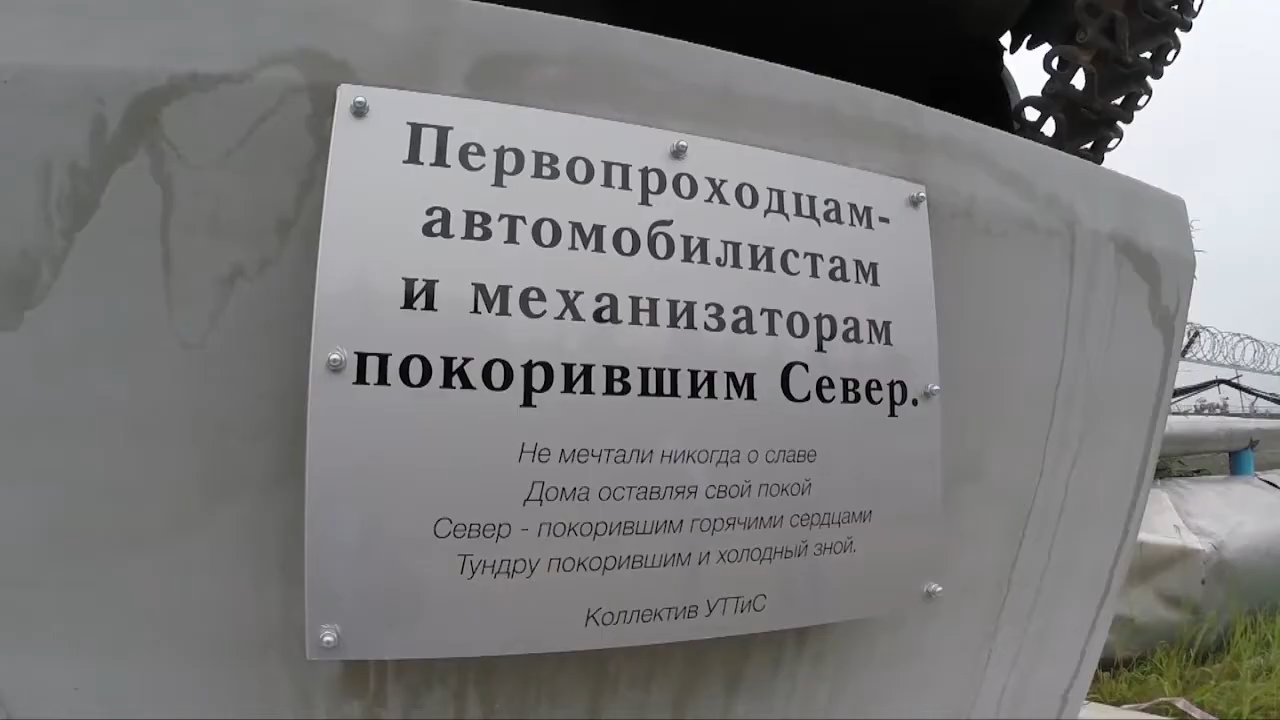 Первопроходцам-
автомобилистам
и механизаторам
покорившим Север.
Не мечтали никогда о славе
Дома оставляя свой покой
Север - покорившим горячими сердцами
Тундру покорившим и холодный зной.
Коллектив УТТиС